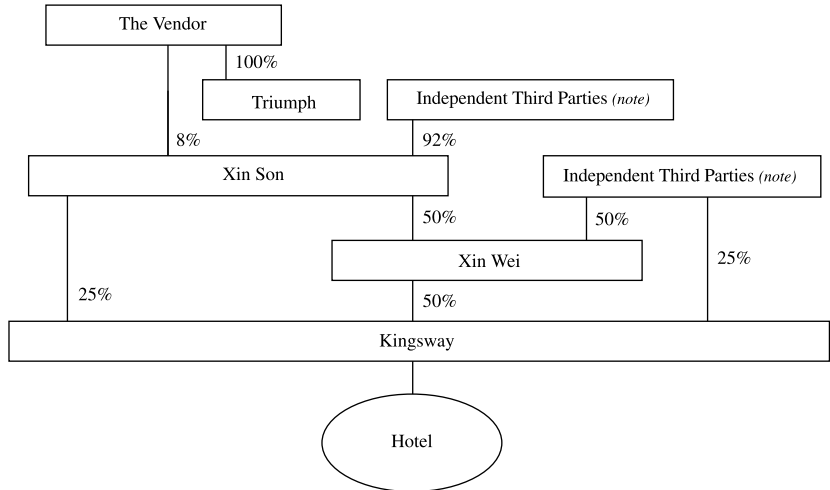 The Vendor
100%
Triumph
Independent Third Parties (note)
8%
92%
Xin Son
Independent Third Parties (note)
50%
50%
Xin Wei
25%
25%
50%
Kingsway
Hotel